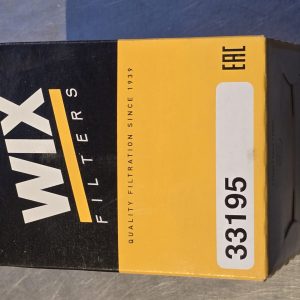 WIX
FILTERS
QUALITY FILTRATION SINCE 1939
EAC
33195